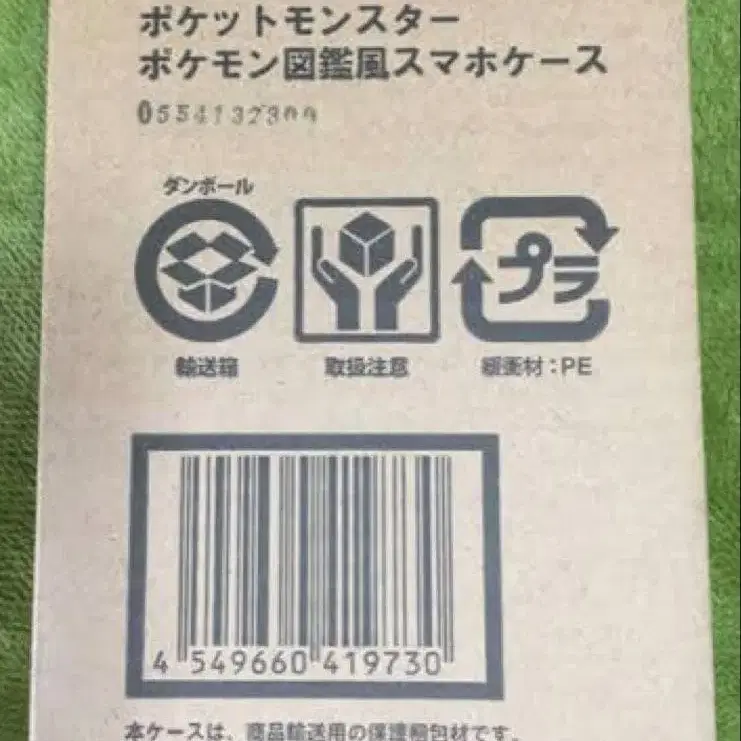 ポケットモンスター
ポケモン図鑑風スマホケース
ダンボール
プラ
輸送箱
取扱注意
緩衝材:PE
4 549660 419730
本ケースは、商品輸送用の保護梱包材です。